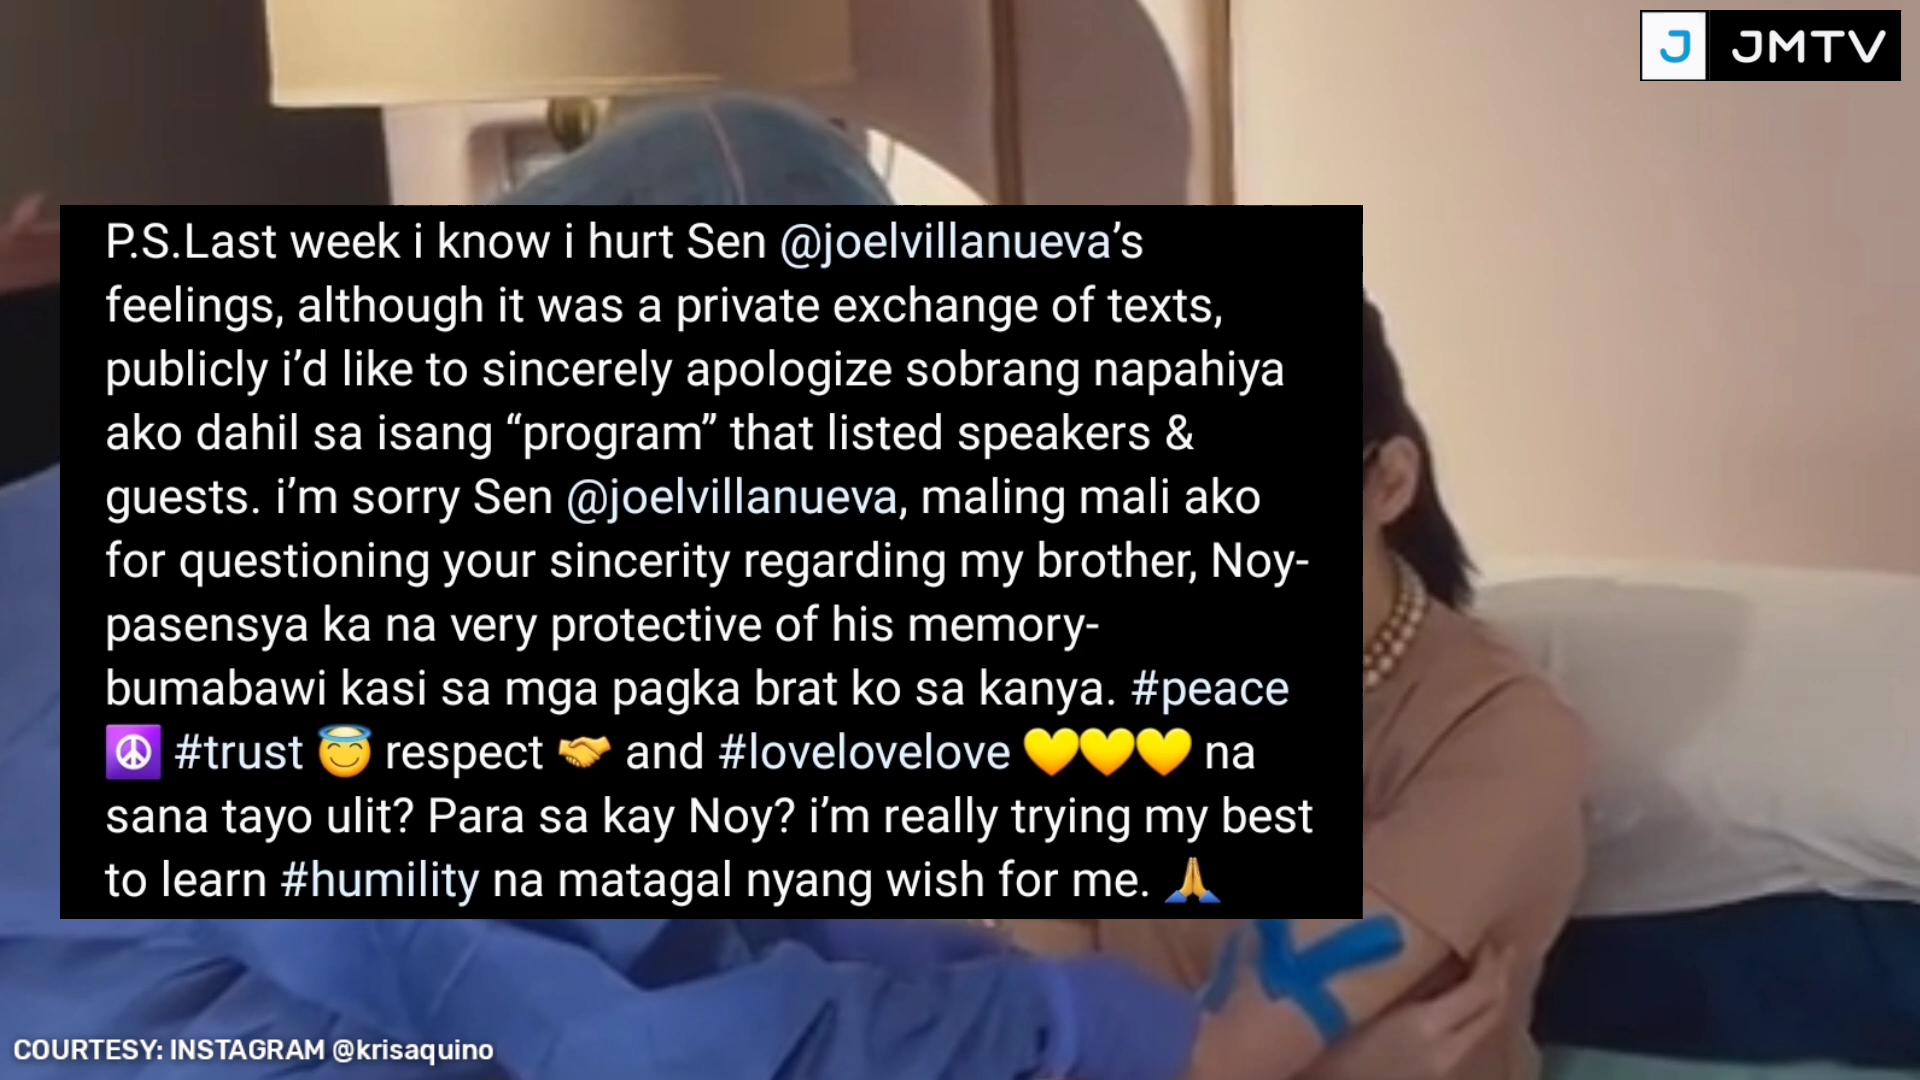 J JMTV
P.S.Last week i know i hurt Sen @joelvillanueva’s
feelings, although it was a private exchange of texts,
publicly i’d like to sincerely apologize sobrang napahiya
ako dahil sa isang “program” that listed speakers &
guests. i’m sorry Sen @joelvillanueva, maling mali ako
for questioning your sincerity regarding my brother, Noy-
pasensya ka na very protective of his memory-
bumabawi kasi sa mga pagka brat ko sa kanya. #peace
☮️ #trust 😇 respect 🤝 and #lovelovelove 💛💛💛 na
sana tayo ulit? Para sa kay Noy? i’m really trying my best
to learn #humility na matagal nyang wish for me. 🙏
COURTESY: INSTAGRAM @krisaquino